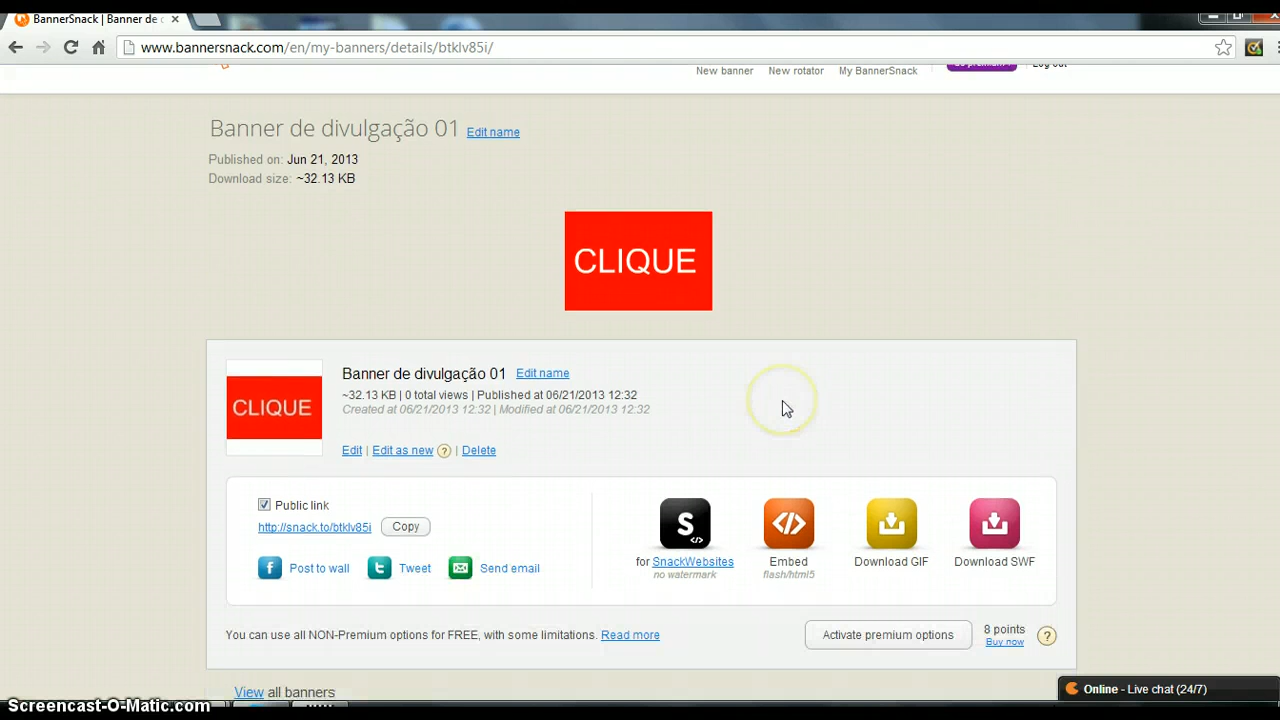 BannerSnack | Banner de d
www.bannersnack.com/en/my-banners/details/btklv85i/
New banner New rotator My BannerSnack Log out
Banner de divulgação 01 Edit name
Published on: Jun 21, 2013
Download size: ~32.13 KB
CLIQUE
Banner de divulgação 01 Edit name
~32.13 KB | 0 total views | Published at 06/21/2013 12:32
Created at 06/21/2013 12:32 | Modified at 06/21/2013 12:32
CLIQUE
Edit | Edit as new ? | Delete
Public link
http://snack.to/btklv85i Copy
Post to wall Tweet Send email
S
for SnackWebsites
no watermark
Embed
flash/html5
Download GIF
Download SWF
You can use all NON-Premium options for FREE, with some limitations. Read more
Activate premium options
8 points
Buy now
?
View all banners
Online - Live chat (24/7)
Screencast-O-Matic.com